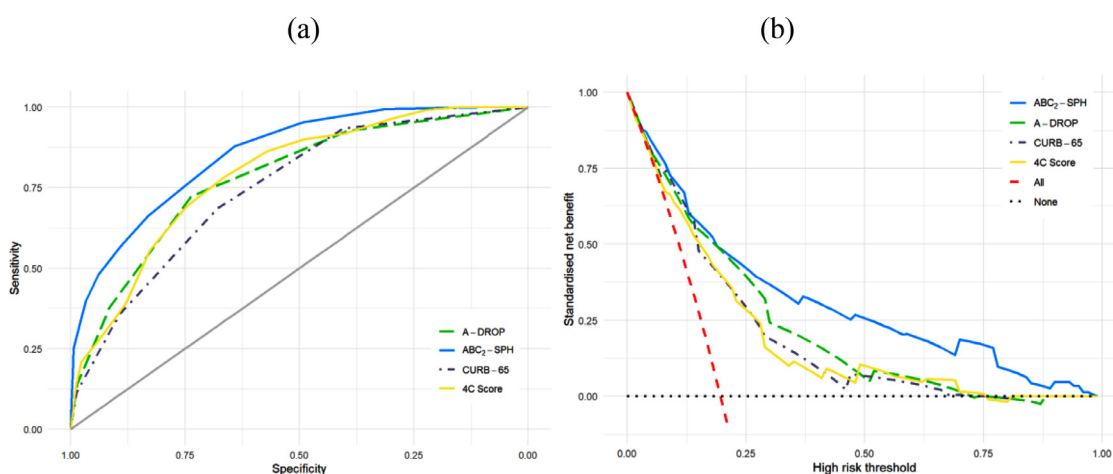 (a)
(b)
1.00
0.75
0.50
0.25
0.00
Sensitivity
1.00
0.75
0.50
0.25
0.00
Specificity
A – DROP
ABC₂ – SPH
CURB – 65
4C Score
1.00
0.75
0.50
0.25
0.00
Standardised net benefit
0.00
0.25
0.50
0.75
1.00
High risk threshold
ABC₂ – SPH
A – DROP
CURB – 65
4C Score
All
None